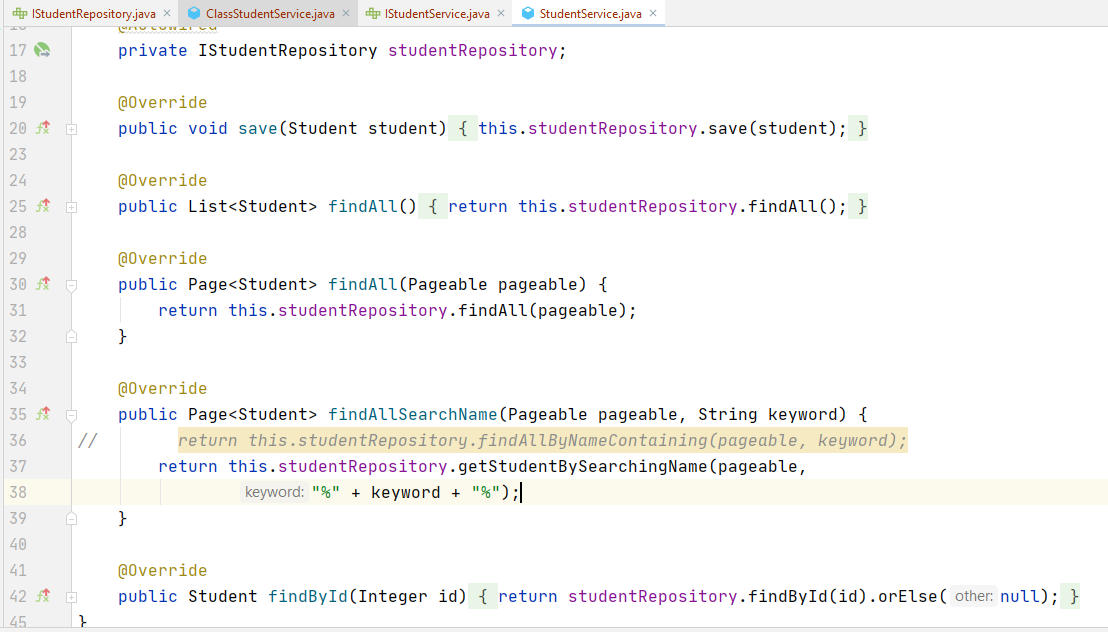 IStudentRepository.java × ClassStudentService.java × IStudentService.java × StudentService.java ×
@Autowired
17 private IStudentRepository studentRepository;
18
19 @Override
20 public void save(Student student) { this.studentRepository.save(student); }
23
24 @Override
25 public List<Student> findAll() { return this.studentRepository.findAll(); }
28
29 @Override
30 public Page<Student> findAll(Pageable pageable) {
31 return this.studentRepository.findAll(pageable);
32 }
33
34 @Override
35 public Page<Student> findAllSearchName(Pageable pageable, String keyword) {
36 // return this.studentRepository.findAllByNameContaining(pageable, keyword);
37 return this.studentRepository.getStudentBySearchingName(pageable,
38 keyword: "%" + keyword + "%");
39 }
40
41 @Override
42 public Student findById(Integer id) { return studentRepository.findById(id).orElse( other: null); }
45 }